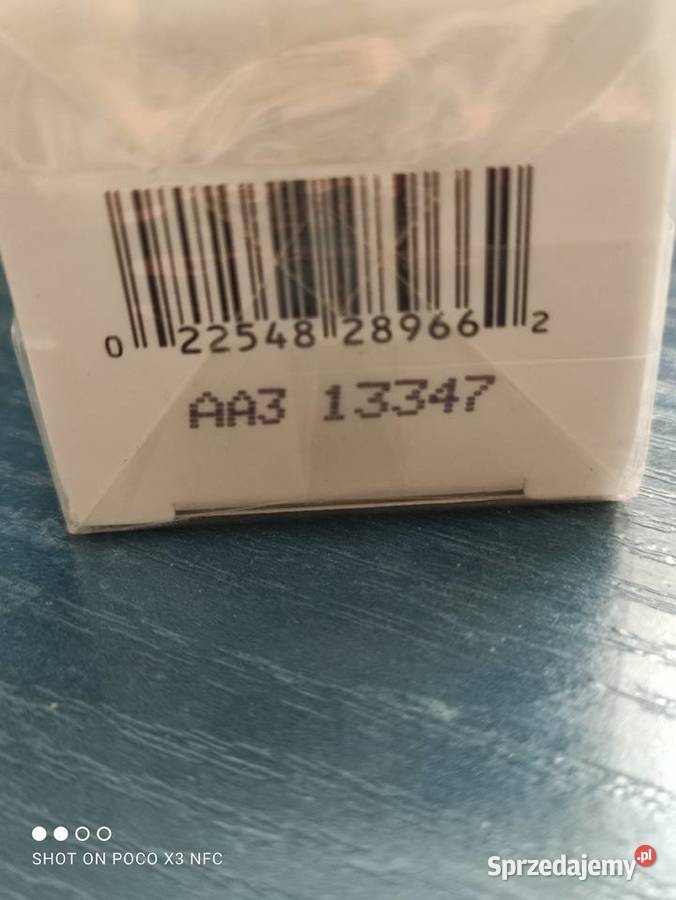 0 22548 28966 2
AA3 13347
SHOT ON POCO X3 NFC
Sprzedajemy.pl